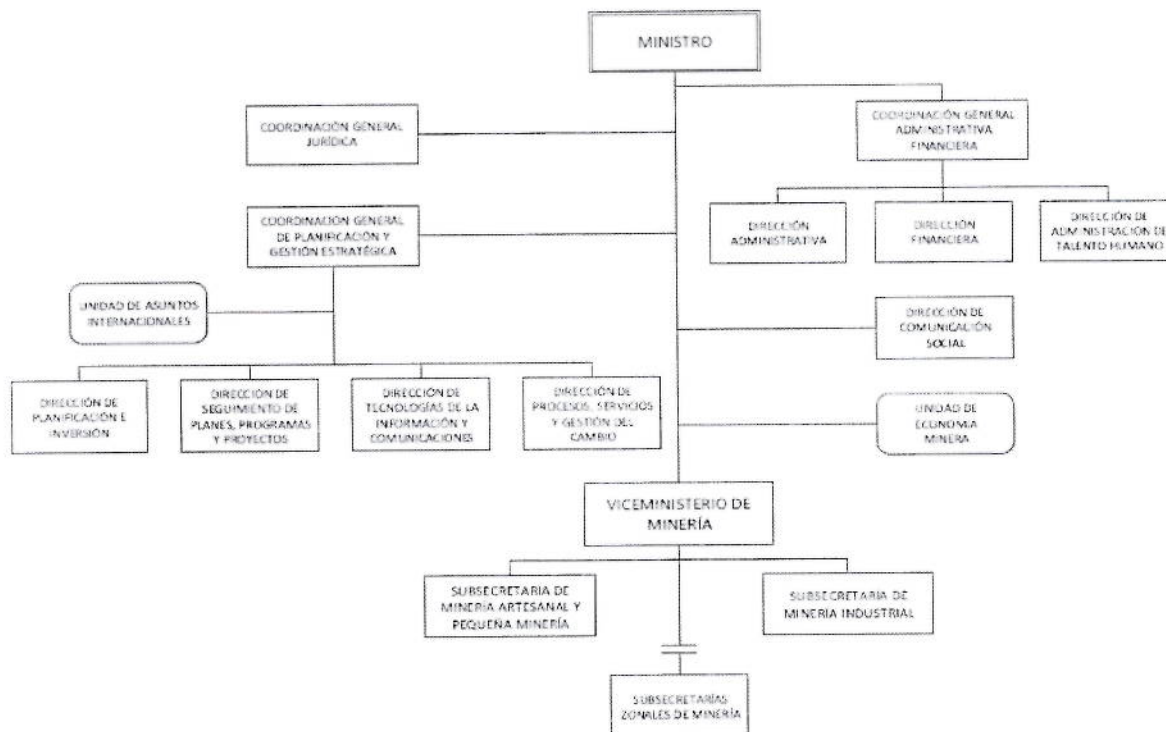 MINISTRO
COORDINACIÓN GENERAL
JURÍDICA
COORDINACIÓN GENERAL
ADMINISTRATIVA
FINANCIERA
COORDINACIÓN GENERAL
DE PLANIFICACIÓN Y
GESTIÓN ESTRATÉGICA
DIRECCIÓN
ADMINISTRATIVA
DIRECCIÓN
FINANCIERA
DIRECCIÓN DE
ADMINISTRACIÓN DE
TALENTO HUMANO
UNIDAD DE ASUNTOS
INTERNACIONALES
DIRECCIÓN DE
COMUNICACIÓN
SOCIAL
DIRECCIÓN DE
PLANIFICACIÓN E
INVERSIÓN
DIRECCIÓN DE
SEGUIMIENTO DE
PLANES, PROGRAMAS
Y PROYECTOS
DIRECCIÓN DE
TECNOLOGÍAS DE LA
INFORMACIÓN Y
COMUNICACIONES
DIRECCIÓN DE
PROCESOS, SERVICIOS
Y GESTIÓN DEL
CAMBIO
UNIDAD DE
ECONOMÍA
MINERA
VICEMINISTERIO DE
MINERÍA
SUBSECRETARIA DE
MINERÍA ARTESANAL Y
PEQUEÑA MINERÍA
SUBSECRETARIA DE
MINERÍA INDUSTRIAL
SUBSECRETARÍAS
ZONALES DE MINERÍA